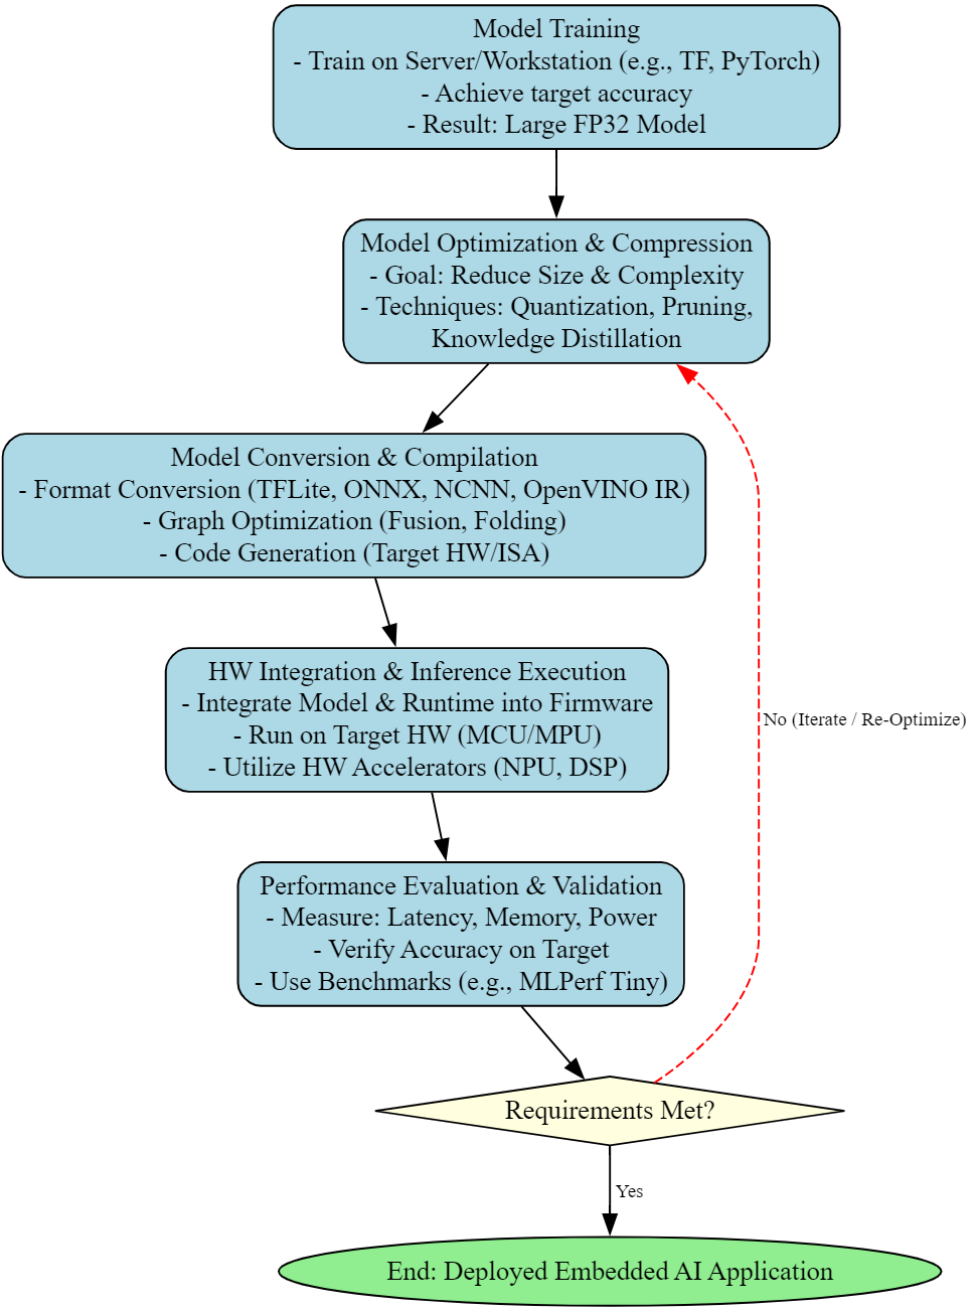 Model Training
- Train on Server/Workstation (e.g., TF, PyTorch)
- Achieve target accuracy
- Result: Large FP32 Model
Model Optimization & Compression
- Goal: Reduce Size & Complexity
- Techniques: Quantization, Pruning,
Knowledge Distillation
Model Conversion & Compilation
- Format Conversion (TFLite, ONNX, NCNN, OpenVINO IR)
- Graph Optimization (Fusion, Folding)
- Code Generation (Target HW/ISA)
HW Integration & Inference Execution
- Integrate Model & Runtime into Firmware
- Run on Target HW (MCU/MPU)
- Utilize HW Accelerators (NPU, DSP)
No (Iterate / Re-Optimize)
Performance Evaluation & Validation
- Measure: Latency, Memory, Power
- Verify Accuracy on Target
- Use Benchmarks (e.g., MLPerf Tiny)
Requirements Met?
Yes
End: Deployed Embedded AI Application